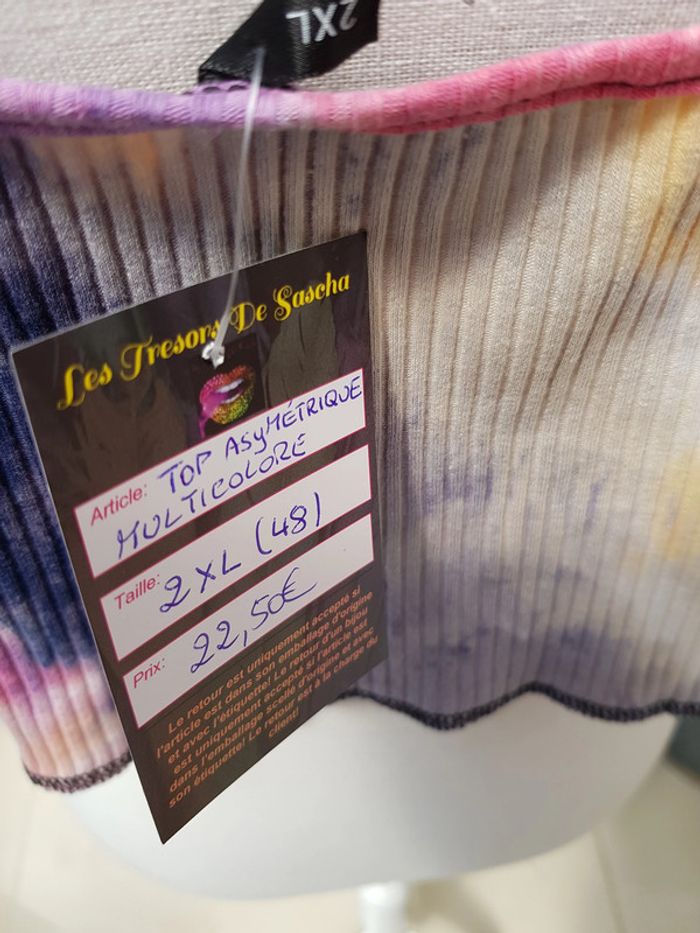 2XL
Les Tresors De Sascha
Article: TOP ASYMÉTRIQUE
MULTICOLORE
Taille: 2XL (48)
Prix: 22,50€
Le retour est uniquement accepté si
l'article est dans son emballage d'origine
et avec l'étiquette! Le retour d'un bijou
est uniquement accepté si l'article est
dans l'emballage scellé d'origine et avec
son étiquette! Le retour est à la charge du
client!